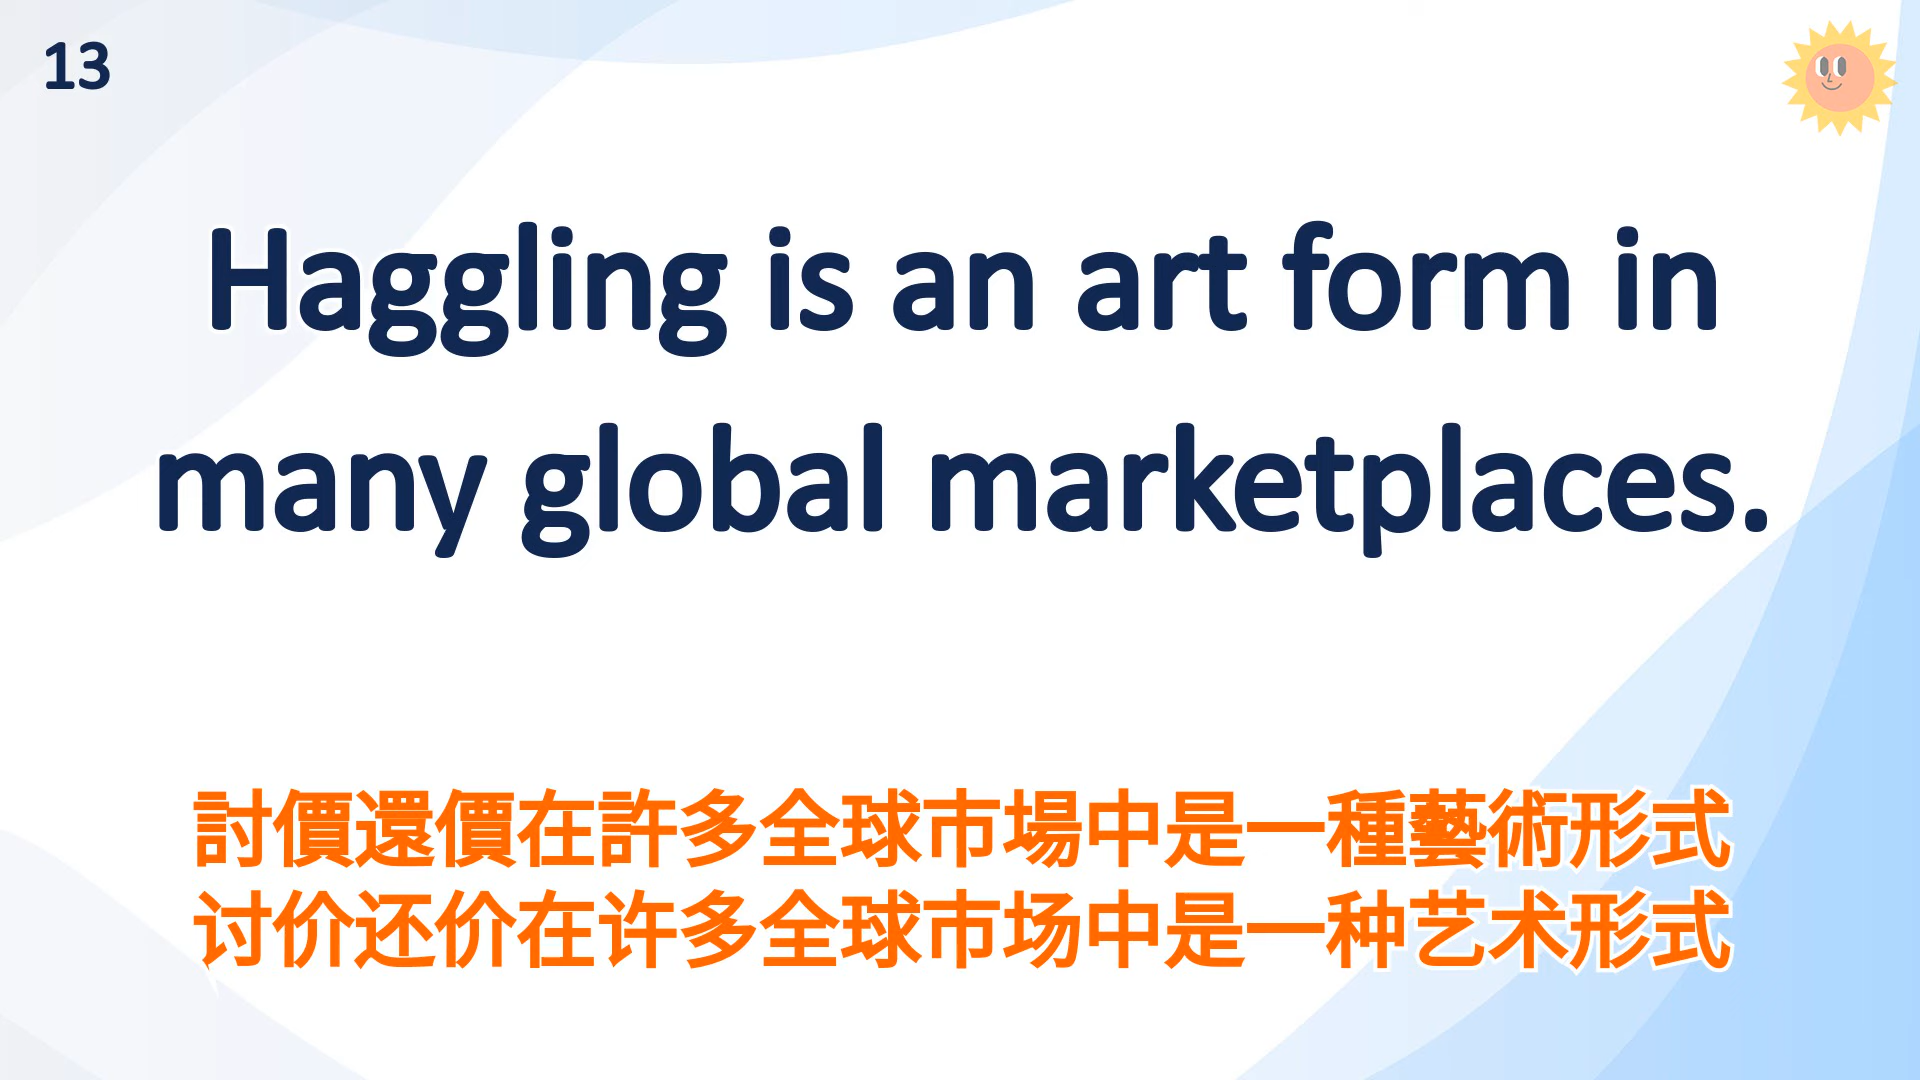 13
Haggling is an art form in
many global marketplaces.
討價還價在許多全球市場中是一種藝術形式
讨价还价在许多全球市场中是一种艺术形式